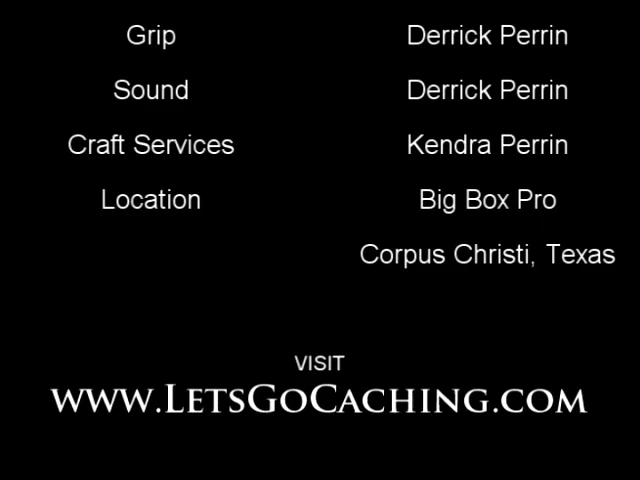 Grip Derrick Perrin
Sound Derrick Perrin
Craft Services Kendra Perrin
Location Big Box Pro
Corpus Christi, Texas
VISIT
www.LetsGoCaching.com